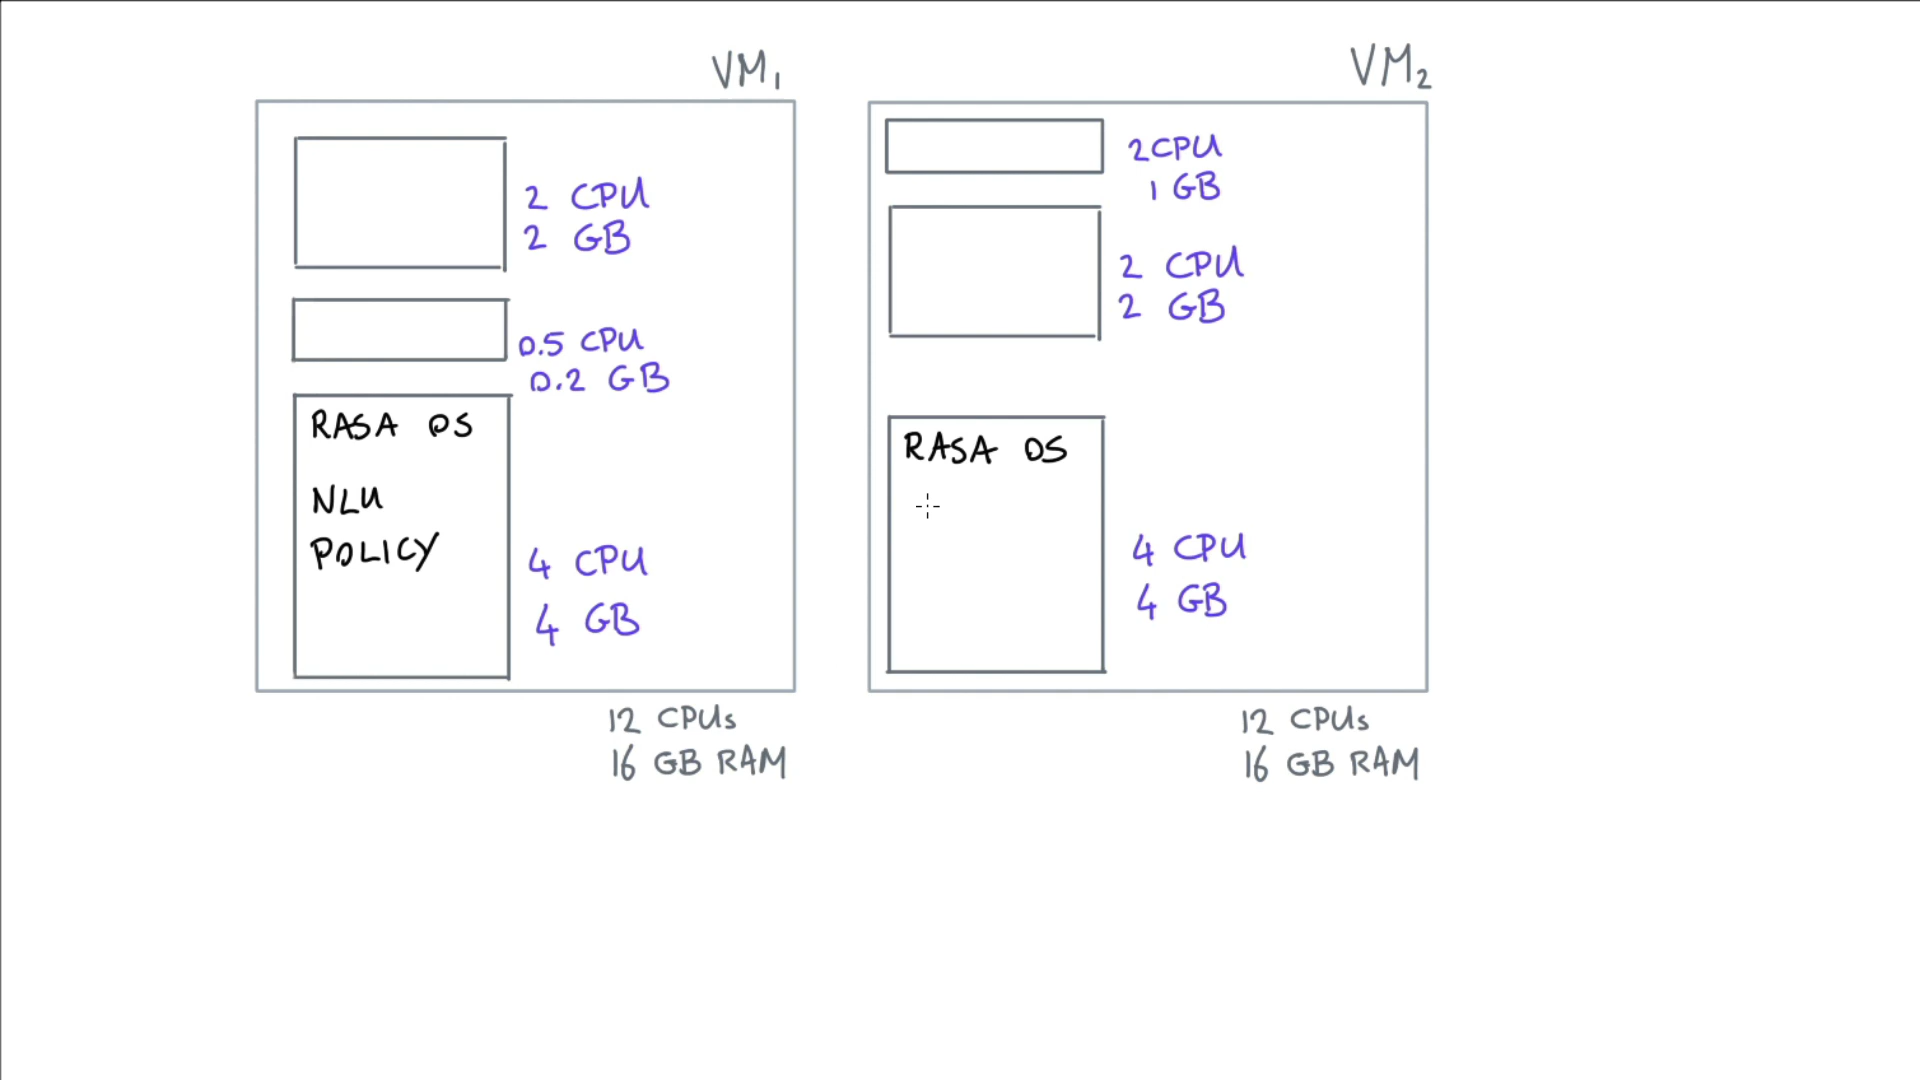 VM1
2 CPU
2 GB
0.5 CPU
0.2 GB
RASA OS
NLU
POLICY
4 CPU
4 GB
12 CPUs
16 GB RAM
VM2
2CPU
1 GB
2 CPU
2 GB
RASA OS
4 CPU
4 GB
12 CPUs
16 GB RAM